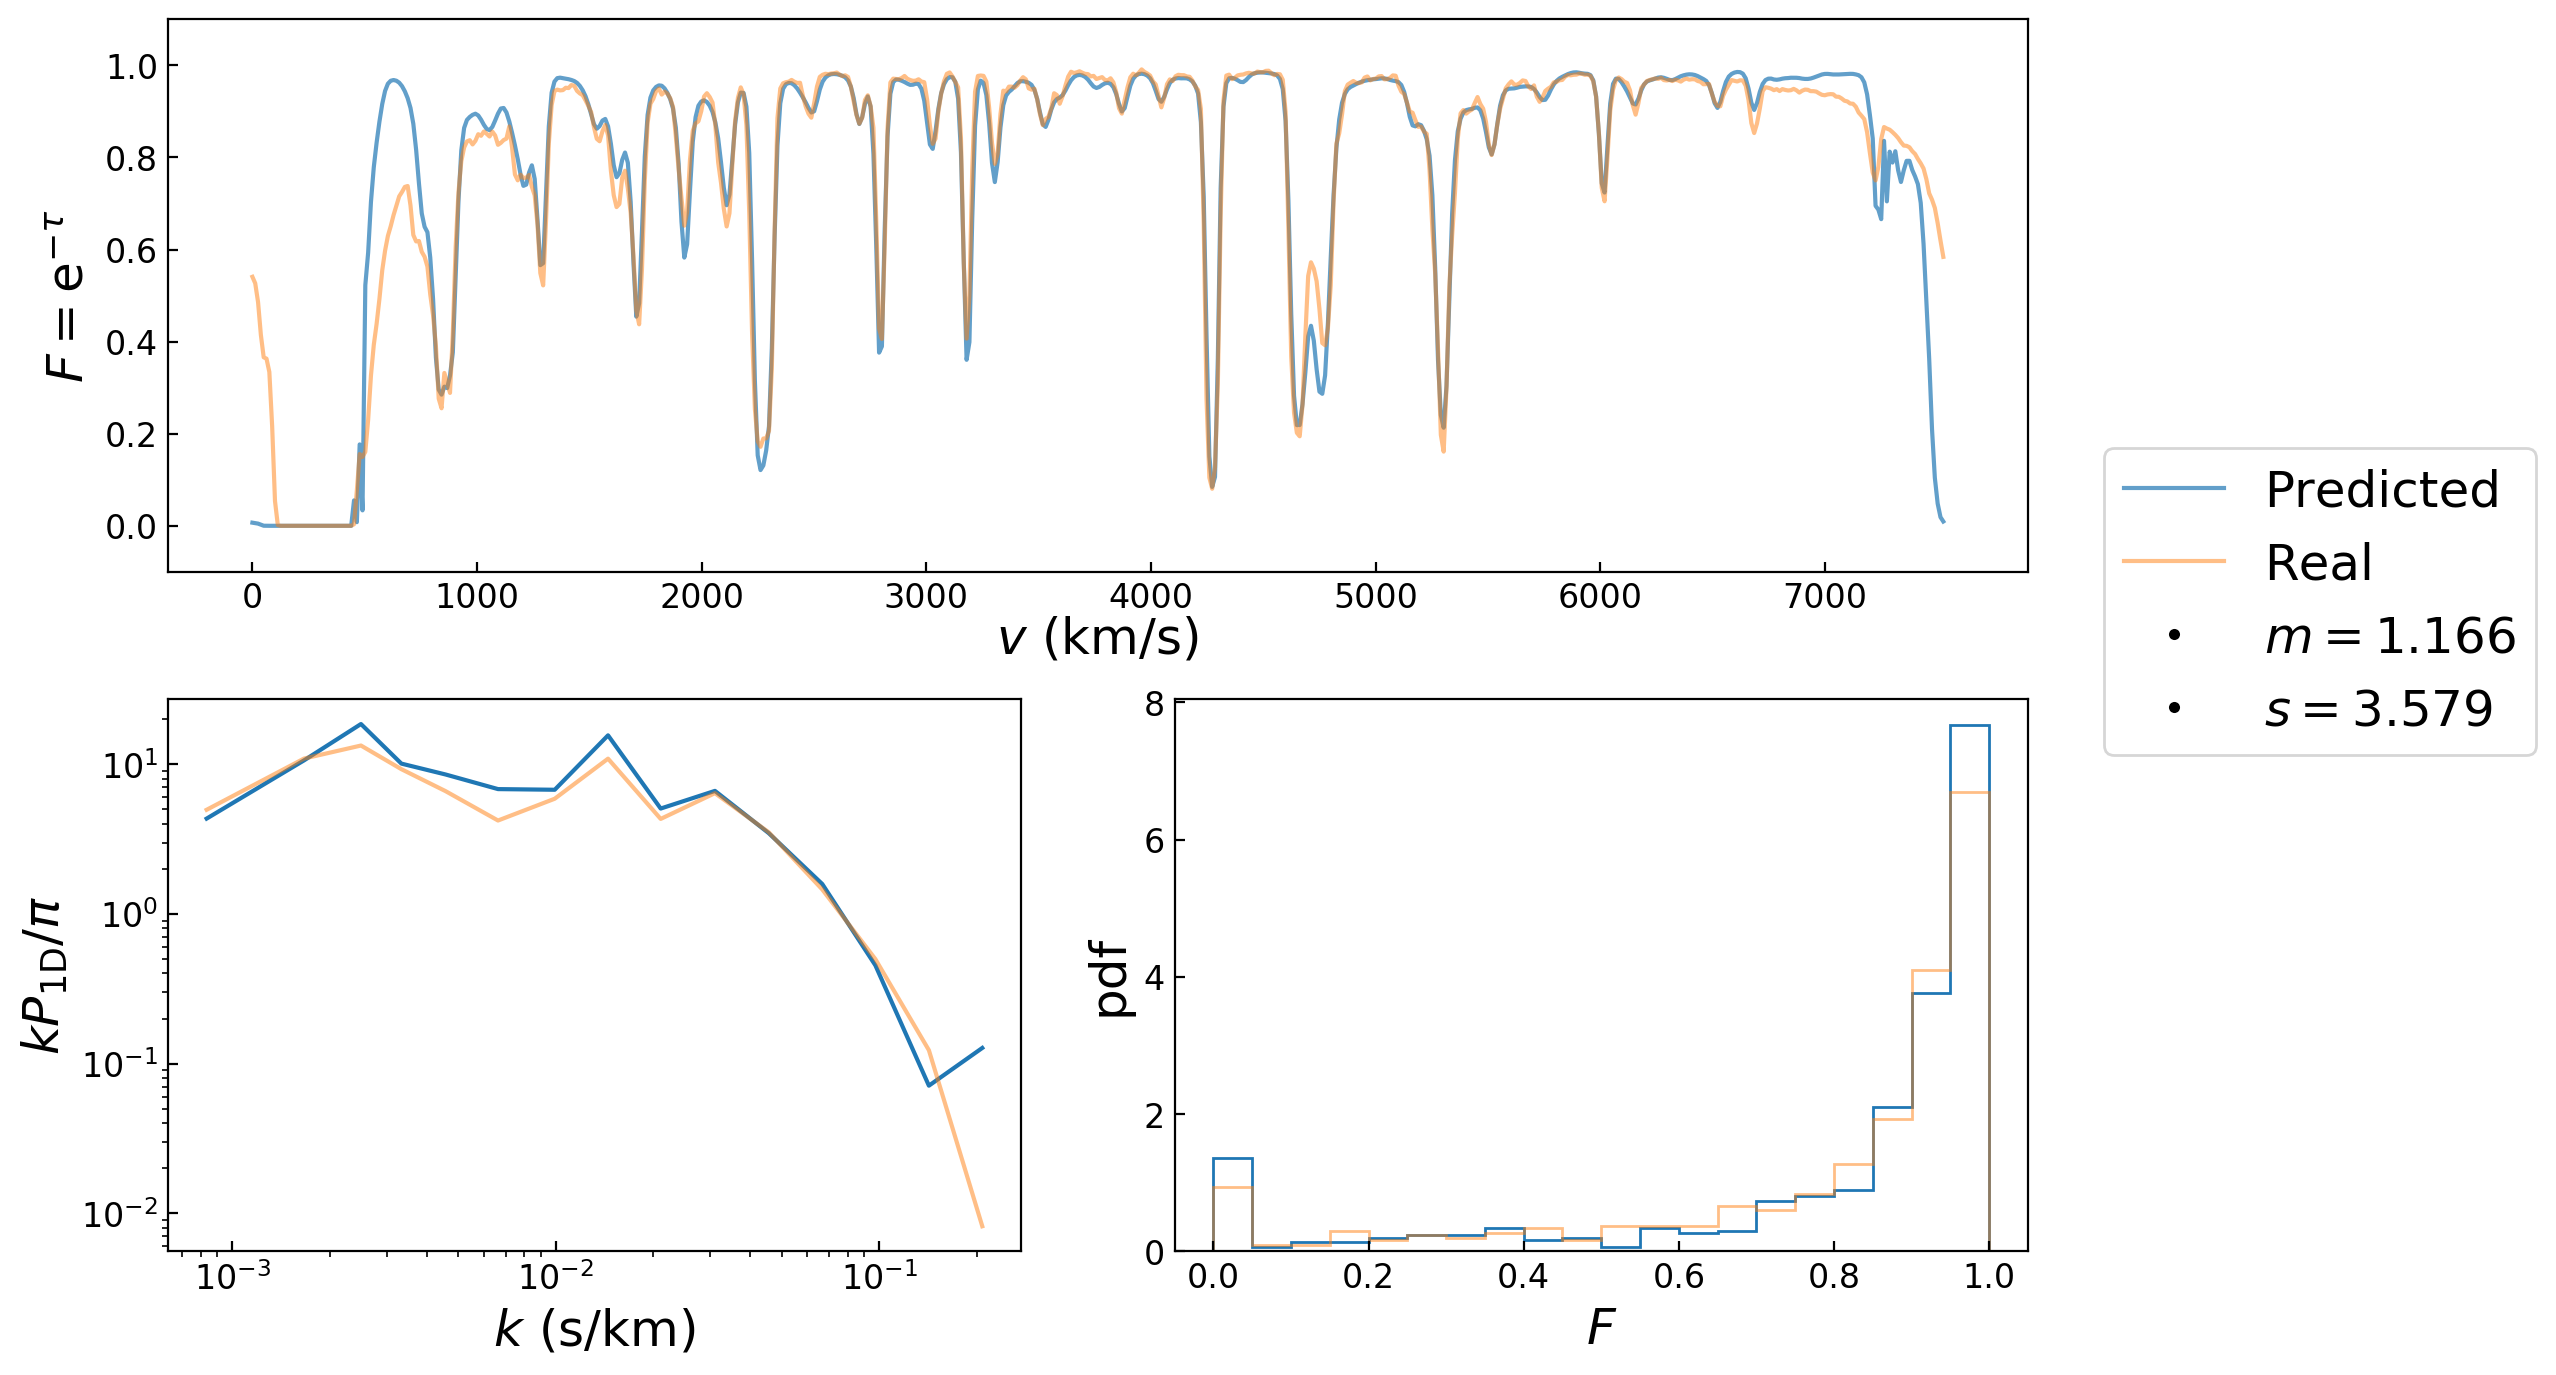 1.0
0.8
0.6
0.4
0.2
0.0
F = e^{−τ}
0 1000 2000 3000 4000 5000 6000 7000
v (km/s)
Predicted
Real
m = 1.166
s = 3.579
10^1
10^0
10^{−1}
10^{−2}
kP_{1D}/π
10^{−3} 10^{−2} 10^{−1}
k (s/km)
8
6
4
2
0
pdf
0.0 0.2 0.4 0.6 0.8 1.0
F